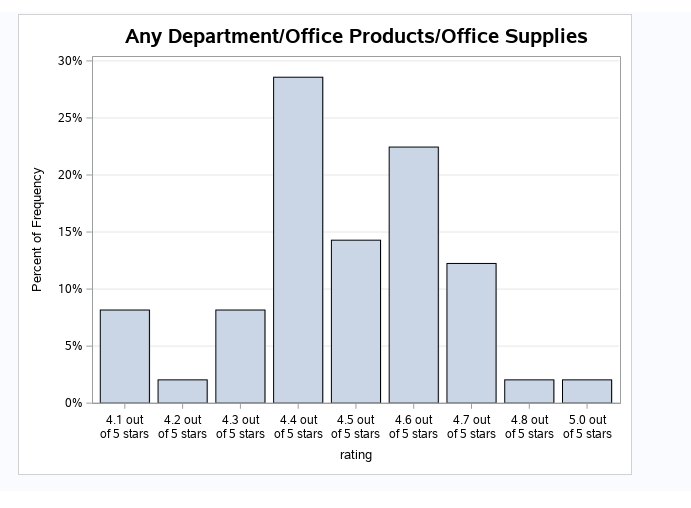 Any Department/Office Products/Office Supplies
30%
25%
20%
15%
10%
5%
0%
Percent of Frequency
4.1 out of 5 stars
4.2 out of 5 stars
4.3 out of 5 stars
4.4 out of 5 stars
4.5 out of 5 stars
4.6 out of 5 stars
4.7 out of 5 stars
4.8 out of 5 stars
5.0 out of 5 stars
rating